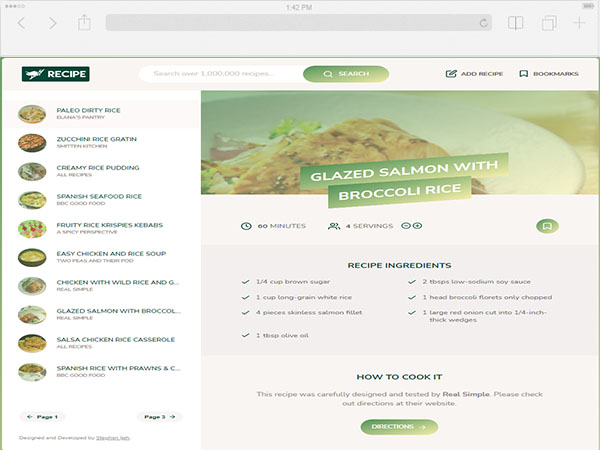 1:42 PM
RECIPE
Search over 1,000,000 recipes...
SEARCH
ADD RECIPE
BOOKMARKS
PALEO DIRTY RICE
ELANA'S PANTRY
ZUCCHINI RICE GRATIN
SMITTEN KITCHEN
CREAMY RICE PUDDING
ALL RECIPES
SPANISH SEAFOOD RICE
BBC GOOD FOOD
FRUITY RICE KRISPIES KEBABS
A SPICY PERSPECTIVE
EASY CHICKEN AND RICE SOUP
TWO PEAS AND THEIR POD
CHICKEN WITH WILD RICE AND G...
REAL SIMPLE
GLAZED SALMON WITH BROCCOL...
REAL SIMPLE
SALSA CHICKEN RICE CASSEROLE
ALL RECIPES
SPANISH RICE WITH PRAWNS & C...
BBC GOOD FOOD
Page 1
Page 3
Designed and Developed by Stephen Ijeh.
GLAZED SALMON WITH
BROCCOLI RICE
60 MINUTES
4 SERVINGS
RECIPE INGREDIENTS
1/4 cup brown sugar
2 tbsps low-sodium soy sauce
1 cup long-grain white rice
1 head broccoli florets only chopped
4 pieces skinless salmon fillet
1 large red onion cut into 1/4-inch-
thick wedges
1 tbsp olive oil
HOW TO COOK IT
This recipe was carefully designed and tested by Real Simple. Please check
out directions at their website.
DIRECTIONS